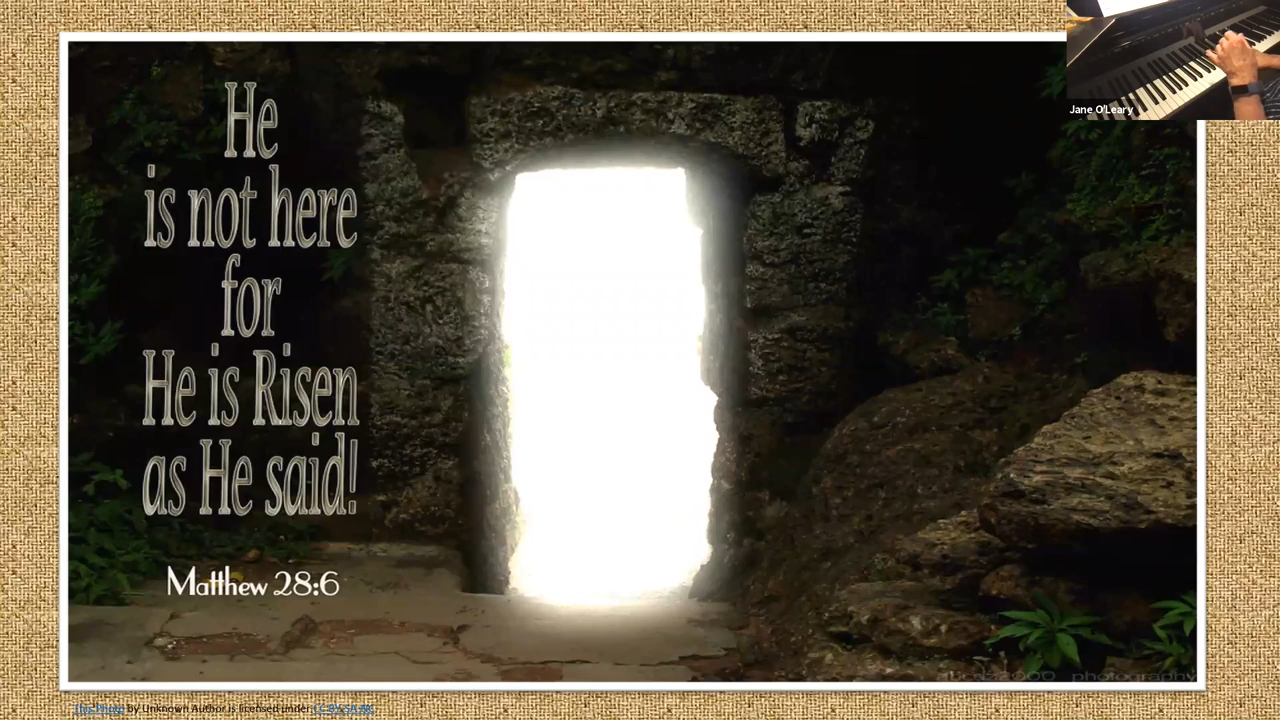 He
is not here
for
He is Risen
as He said!
Matthew 28:6
Jane O'Leary
photography
This Photo by Unknown Author is licensed under CC BY-SA-NC